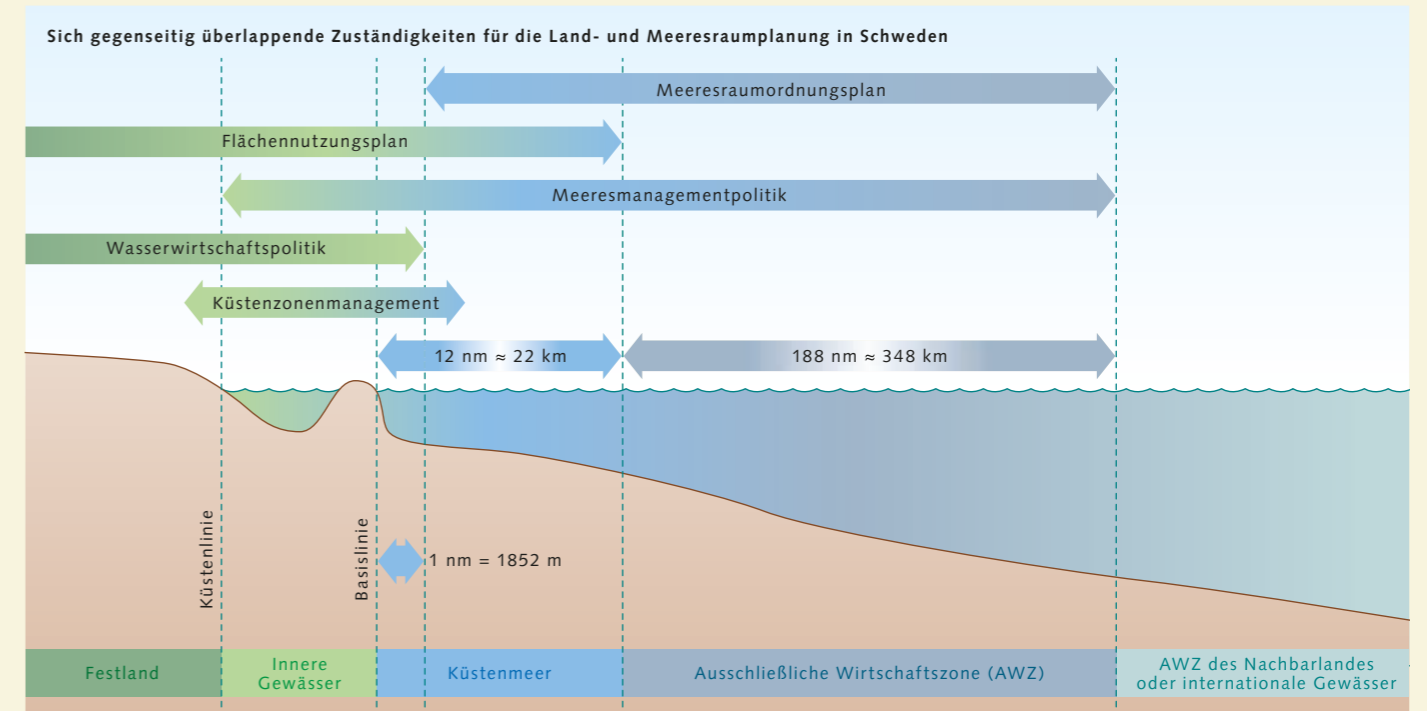 Sich gegenseitig überlappende Zuständigkeiten für die Land- und Meeresraumplanung in Schweden
Meeresraumordnungsplan
Flächennutzungsplan
Meeresmanagementpolitik
Wasserwirtschaftspolitik
Küstenzonenmanagement
12 nm ≈ 22 km
188 nm ≈ 348 km
Küstenlinie
Basislinie
1 nm = 1852 m
Festland
Innere
Gewässer
Küstenmeer
Ausschließliche Wirtschaftszone (AWZ)
AWZ des Nachbarlandes
oder internationale Gewässer